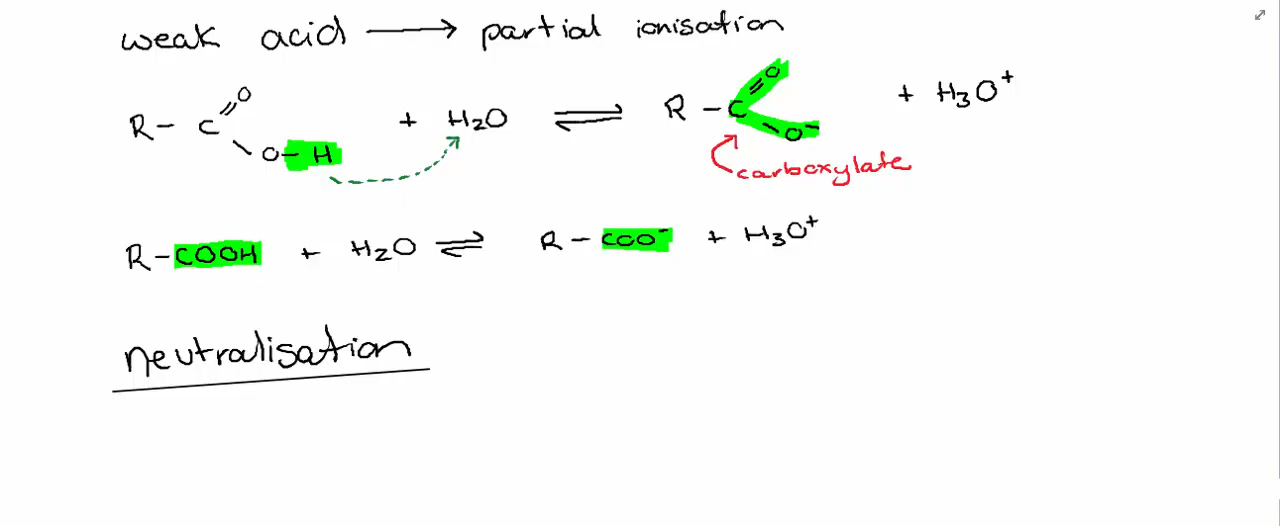 weak acid ⟶ partial ionisation
R-C(=O)-O-H + H₂O ⇌ R-C(=O)-O⁻ + H₃O⁺
carboxylate
R-COOH + H₂O ⇌ R-COO⁻ + H₃O⁺
neutralisation